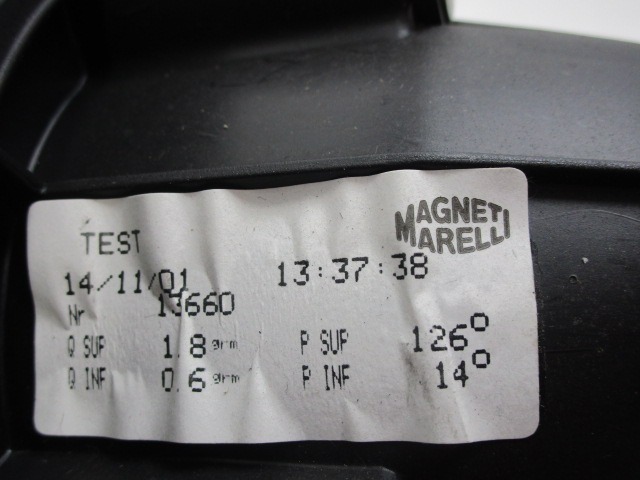 MAGNETI
MARELLI
TEST
14/11/01 13:37:38
Nr 13660
Q SUP 1.8 grm P SUP 126°
Q INF 0.6 grm P INF 14°